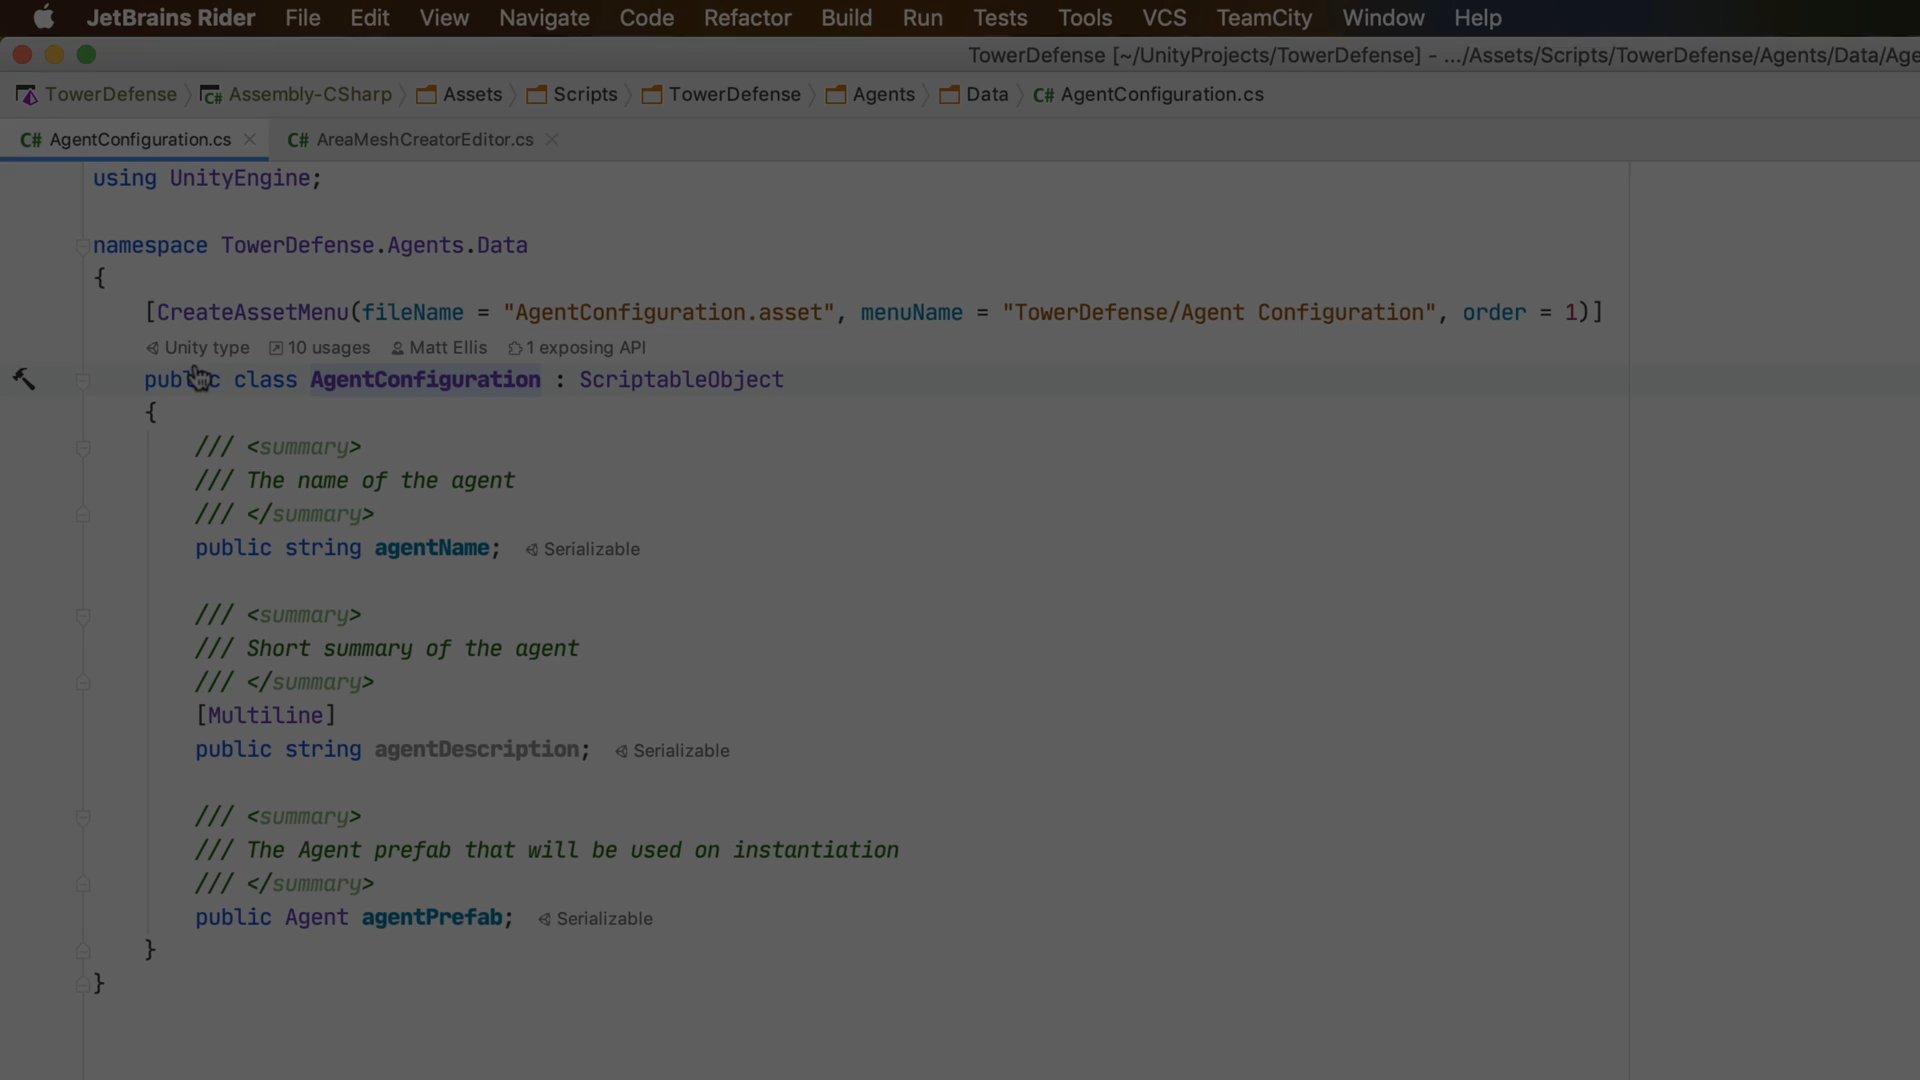 JetBrains Rider File Edit View Navigate Code Refactor Build Run Tests Tools VCS TeamCity Window Help
TowerDefense [~/UnityProjects/TowerDefense] - .../Assets/Scripts/TowerDefense/Agents/Data/Age
TowerDefense Assembly-CSharp Assets Scripts TowerDefense Agents Data C# AgentConfiguration.cs
C# AgentConfiguration.cs C# AreaMeshCreatorEditor.cs
using UnityEngine;
namespace TowerDefense.Agents.Data
{
[CreateAssetMenu(fileName = "AgentConfiguration.asset", menuName = "TowerDefense/Agent Configuration", order = 1)]
Unity type 10 usages Matt Ellis 1 exposing API
public class AgentConfiguration : ScriptableObject
{
/// <summary>
/// The name of the agent
/// </summary>
public string agentName; Serializable
/// <summary>
/// Short summary of the agent
/// </summary>
[Multiline]
public string agentDescription; Serializable
/// <summary>
/// The Agent prefab that will be used on instantiation
/// </summary>
public Agent agentPrefab; Serializable
}
}